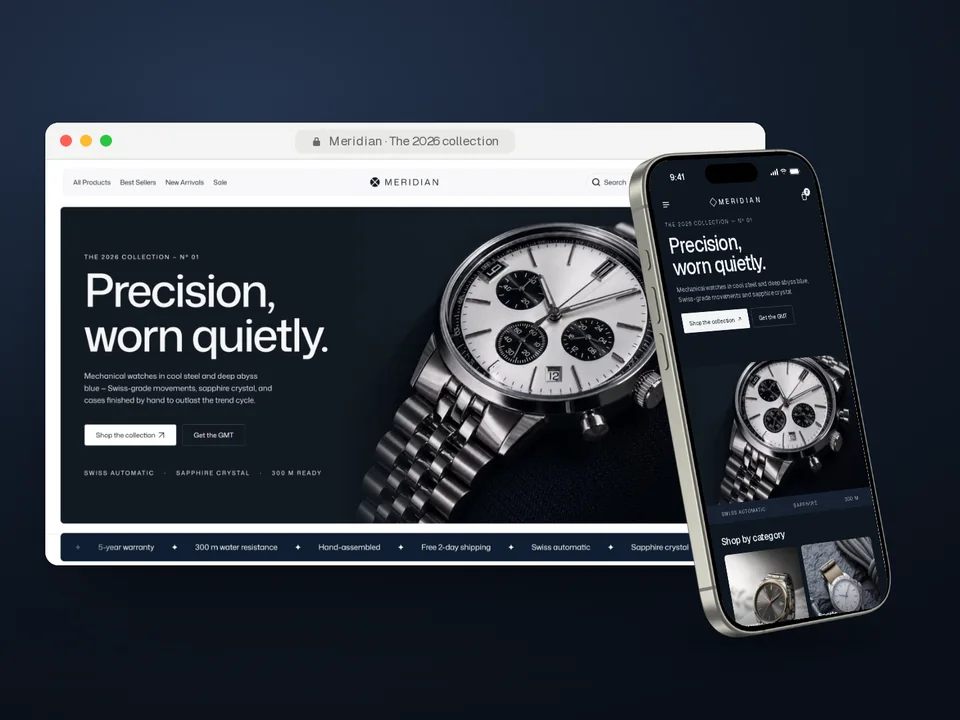 Meridian · The 2026 collection
All Products Best Sellers New Arrivals Sale
MERIDIAN
Search
THE 2026 COLLECTION – Nº 01
Precision,
worn quietly.
Mechanical watches in cool steel and deep abyss
blue – Swiss-grade movements, sapphire crystal, and
cases finished by hand to outlast the trend cycle.
Shop the collection
Get the GMT
SWISS AUTOMATIC · SAPPHIRE CRYSTAL · 300 M READY
5-year warranty ✦ 300 m water resistance ✦ Hand-assembled ✦ Free 2-day shipping ✦ Swiss automatic ✦ Sapphire crystal
9:41
MERIDIAN
THE 2026 COLLECTION – Nº 01
Precision,
worn quietly.
Mechanical watches in cool steel and deep abyss blue,
Swiss-grade movements and sapphire crystal.
Shop the collection
Get the GMT
SWISS AUTOMATIC SAPPHIRE 300 M
Shop by category